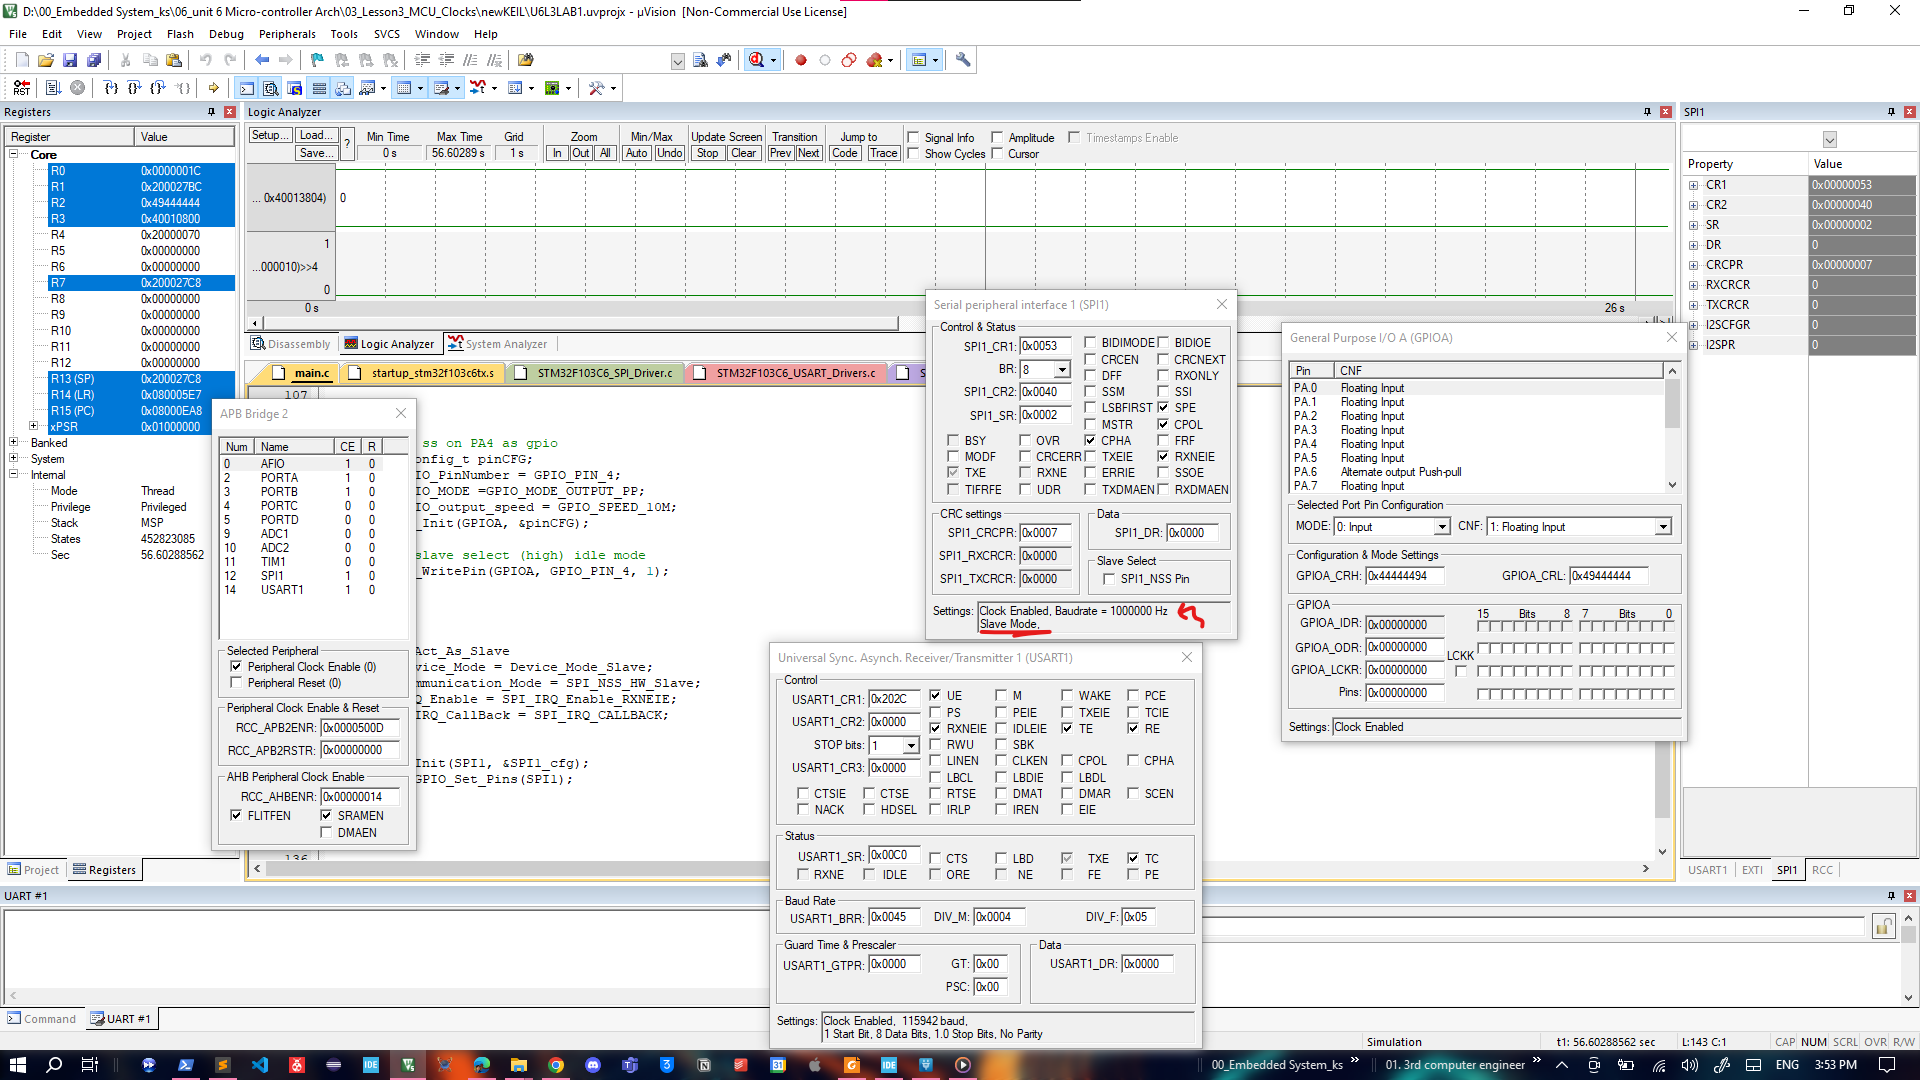 D:\00_Embedded System_ks\06_unit 6 Micro-controller Arch\03_Lesson3_MCU_Clocks\newKEIL\U6L3LAB1.uvprojx - µVision [Non-Commercial Use License]
File Edit View Project Flash Debug Peripherals Tools SVCS Window Help
Registers
Register Value
Core
R0 0x0000001C
R1 0x200027BC
R2 0x49444444
R3 0x40010800
R4 0x20000070
R5 0x00000000
R6 0x00000000
R7 0x200027C8
R8 0x00000000
R9 0x00000000
R10 0x00000000
R11 0x00000000
R12 0x00000000
R13 (SP) 0x200027C8
R14 (LR) 0x080005E7
R15 (PC) 0x08000EA8
xPSR 0x01000000
Banked
System
Internal
Mode Thread
Privilege Privileged
Stack MSP
States 452823085
Sec 56.60288562
Project Registers
Logic Analyzer
Setup... Load... Save... ?
Min Time Max Time Grid Zoom Min/Max Update Screen Transition Jump to
0 s 56.60289 s 1 s In Out All Auto Undo Stop Clear Prev Next Code Trace
Signal Info Amplitude Timestamps Enable
Show Cycles Cursor
... 0x40013804) 0
1
...000010)>>4
0
0 s 26 s
Disassembly Logic Analyzer System Analyzer
main.c startup_stm32f103c6tx.s STM32F103C6_SPI_Driver.c STM32F103C6_USART_Drivers.c S
107
ss on PA4 as gpio
onfig_t pinCFG;
IO_PinNumber = GPIO_PIN_4;
IO_MODE =GPIO_MODE_OUTPUT_PP;
IO_output_speed = GPIO_SPEED_10M;
_Init(GPIOA, &pinCFG);
slave select (high) idle mode
_WritePin(GPIOA, GPIO_PIN_4, 1);
Act_As_Slave
vice_Mode = Device_Mode_Slave;
mmunication_Mode = SPI_NSS_HW_Slave;
Q_Enable = SPI_IRQ_Enable_RXNEIE;
IRQ_CallBack = SPI_IRQ_CALLBACK;
Init(SPI1, &SPI1_cfg);
GPIO_Set_Pins(SPI1);
136
APB Bridge 2
Num Name CE R
0 AFIO 1 0
2 PORTA 1 0
3 PORTB 1 0
4 PORTC 0 0
5 PORTD 0 0
9 ADC1 0 0
10 ADC2 0 0
11 TIM1 0 0
12 SPI1 1 0
14 USART1 1 0
Selected Peripheral
Peripheral Clock Enable (0)
Peripheral Reset (0)
Peripheral Clock Enable & Reset
RCC_APB2ENR: 0x0000500D
RCC_APB2RSTR: 0x00000000
AHB Peripheral Clock Enable
RCC_AHBENR: 0x00000014
FLITFEN SRAMEN
DMAEN
Serial peripheral interface 1 (SPI1)
Control & Status
SPI1_CR1: 0x0053 BIDIMODE BIDIOE
BR: 8 CRCEN CRCNEXT
DFF RXONLY
SPI1_CR2: 0x0040 SSM SSI
SPI1_SR: 0x0002 LSBFIRST SPE
MSTR CPOL
BSY OVR CPHA FRF
MODF CRCERR TXEIE RXNEIE
TXE RXNE ERRIE SSOE
TIFRFE UDR TXDMAEN RXDMAEN
CRC settings Data
SPI1_CRCPR: 0x0007 SPI1_DR: 0x0000
SPI1_RXCRCR: 0x0000 Slave Select
SPI1_TXCRCR: 0x0000 SPI1_NSS Pin
Settings: Clock Enabled, Baudrate = 1000000 Hz
Slave Mode,
Universal Sync. Asynch. Receiver/Transmitter 1 (USART1)
Control
USART1_CR1: 0x202C UE M WAKE PCE
USART1_CR2: 0x0000 PS PEIE TXEIE TCIE
RXNEIE IDLEIE TE RE
STOP bits: 1 RWU SBK
USART1_CR3: 0x0000 LINEN CLKEN CPOL CPHA
LBCL LBDIE LBDL
CTSIE CTSE RTSE DMAT DMAR SCEN
NACK HDSEL IRLP IREN EIE
Status
USART1_SR: 0x00C0 CTS LBD TXE TC
RXNE IDLE ORE NE FE PE
Baud Rate
USART1_BRR: 0x0045 DIV_M: 0x0004 DIV_F: 0x05
Guard Time & Prescaler Data
USART1_GTPR: 0x0000 GT: 0x00 USART1_DR: 0x0000
PSC: 0x00
Settings: Clock Enabled, 115942 baud,
1 Start Bit, 8 Data Bits, 1.0 Stop Bits, No Parity
General Purpose I/O A (GPIOA)
Pin CNF
PA.0 Floating Input
PA.1 Floating Input
PA.2 Floating Input
PA.3 Floating Input
PA.4 Floating Input
PA.5 Floating Input
PA.6 Alternate output Push-pull
PA.7 Floating Input
Selected Port Pin Configuration
MODE: 0: Input CNF: 1: Floating Input
Configuration & Mode Settings
GPIOA_CRH: 0x44444494 GPIOA_CRL: 0x49444444
GPIOA 15 Bits 8 7 Bits 0
GPIOA_IDR: 0x00000000
GPIOA_ODR: 0x00000000
GPIOA_LCKR: 0x00000000 LCKK
Pins: 0x00000000
Settings: Clock Enabled
SPI1
Property Value
CR1 0x00000053
CR2 0x00000040
SR 0x00000002
DR 0
CRCPR 0x00000007
RXCRCR 0
TXCRCR 0
I2SCFGR 0
I2SPR 0
USART1 EXTI SPI1 RCC
UART #1
Command UART #1
Simulation t1: 56.60288562 sec L:143 C:1 CAP NUM SCRL OVR R/W
00_Embedded System_ks 01. 3rd computer engineer ENG 3:53 PM